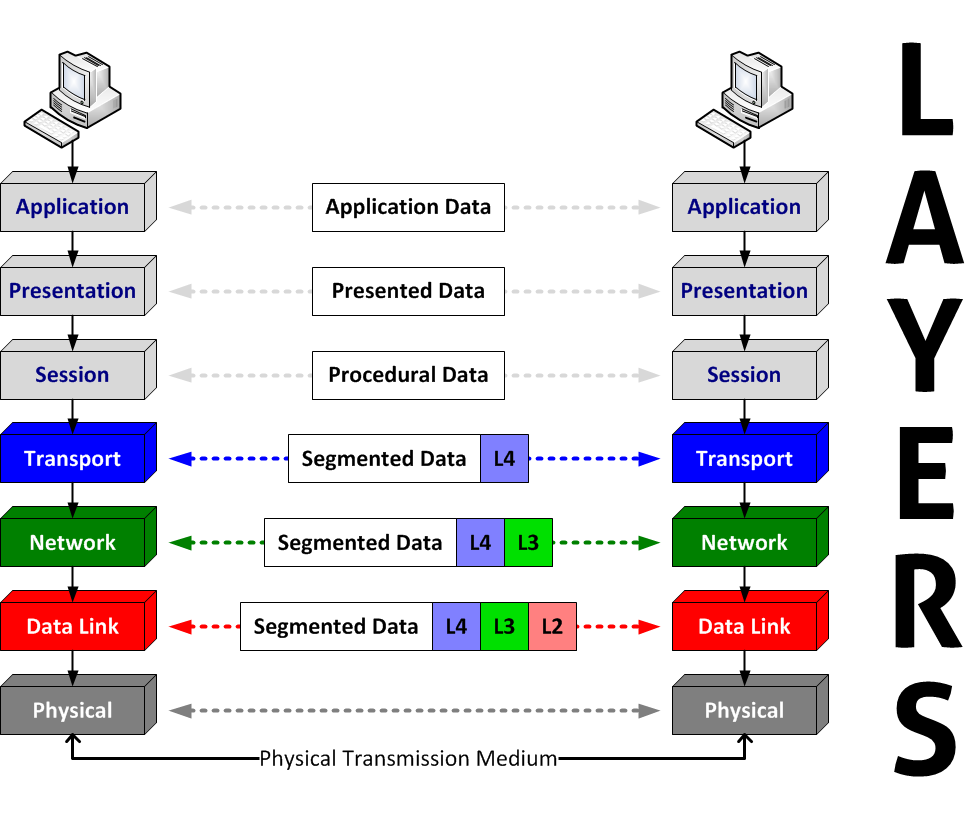 Application
Application Data
Application
Presentation
Presented Data
Presentation
Session
Procedural Data
Session
Transport
Segmented Data L4
Transport
Network
Segmented Data L4 L3
Network
Data Link
Segmented Data L4 L3 L2
Data Link
Physical
Physical
Physical Transmission Medium
LAYERS